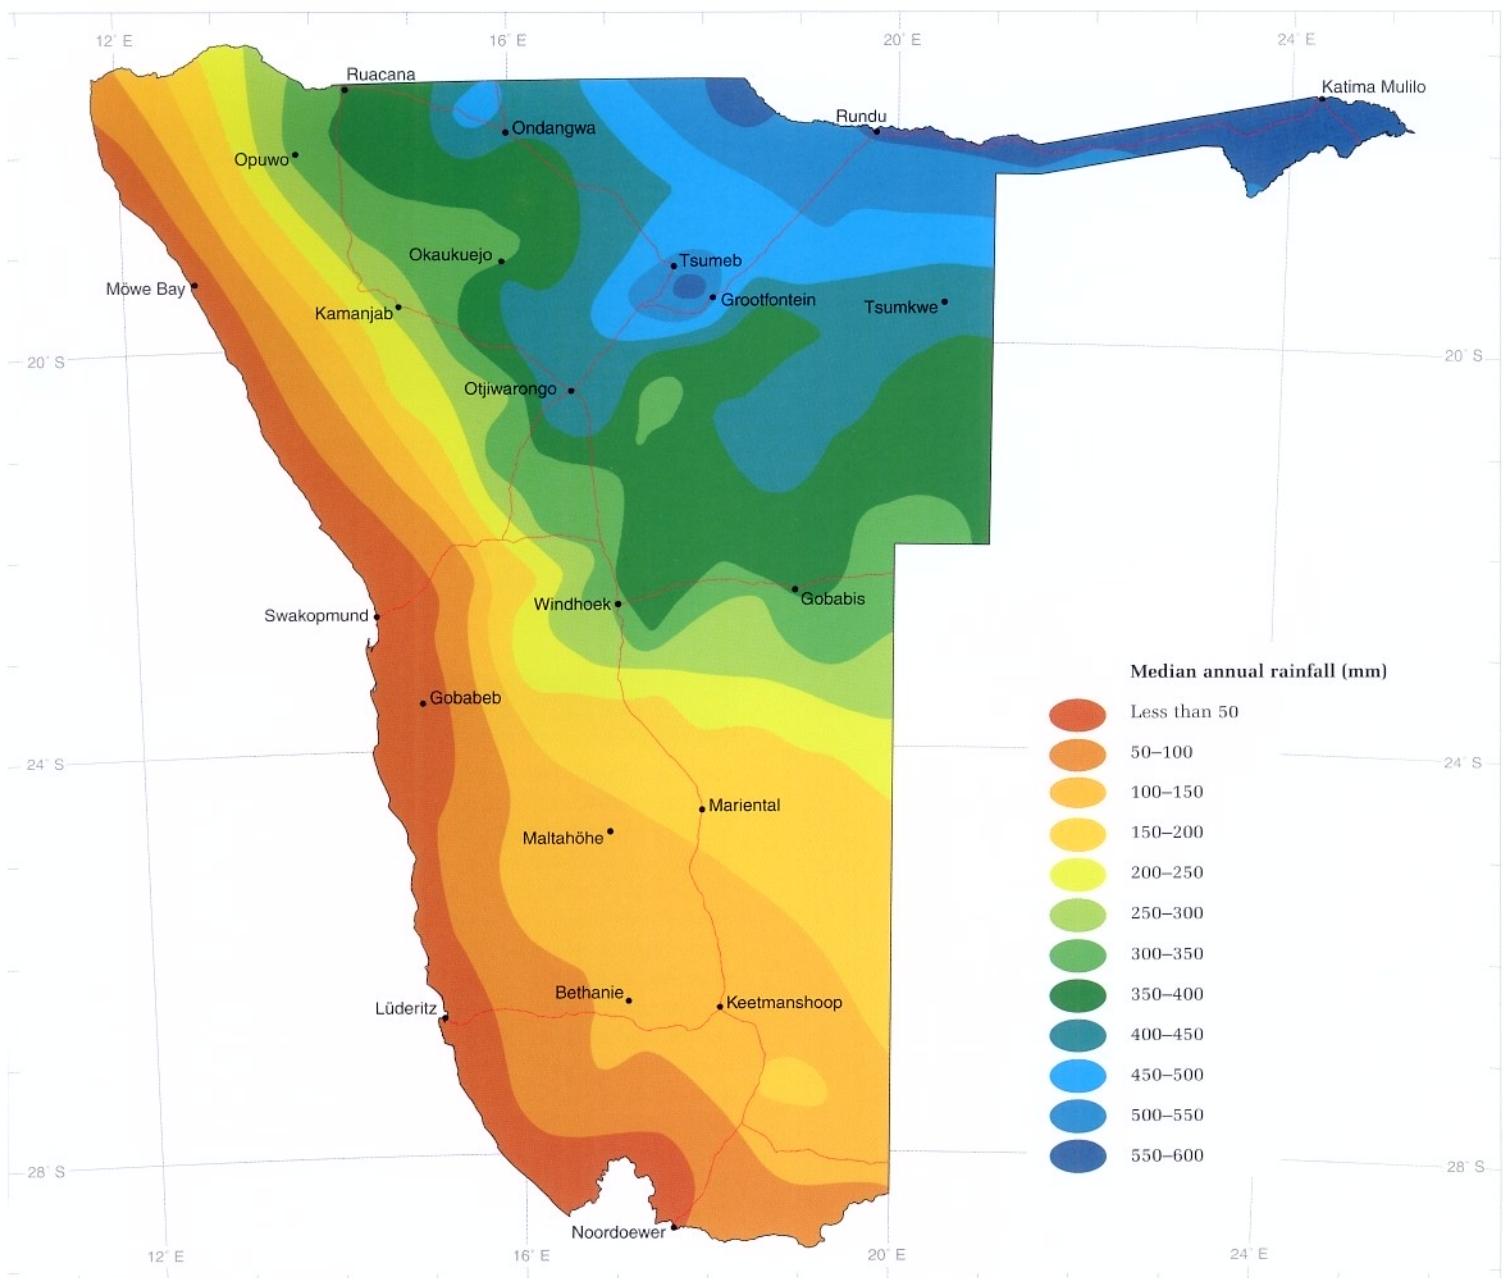 12° E
16° E
20° E
24° E
Ruacana
Katima Mulilo
Rundu
Ondangwa
Opuwo
Okaukuejo
Tsumeb
Möwe Bay
Grootfontein
Kamanjab
Tsumkwe
20° S
20° S
Otjiwarongo
Windhoek
Gobabis
Swakopmund
Median annual rainfall (mm)
Gobabeb
Less than 50
50–100
24° S
24° S
100–150
Mariental
150–200
Maltahöhe
200–250
250–300
300–350
Bethanie
350–400
Keetmanshoop
Lüderitz
400–450
450–500
500–550
550–600
28° S
28° S
Noordoewer
12° E
16° E
20° E
24° E